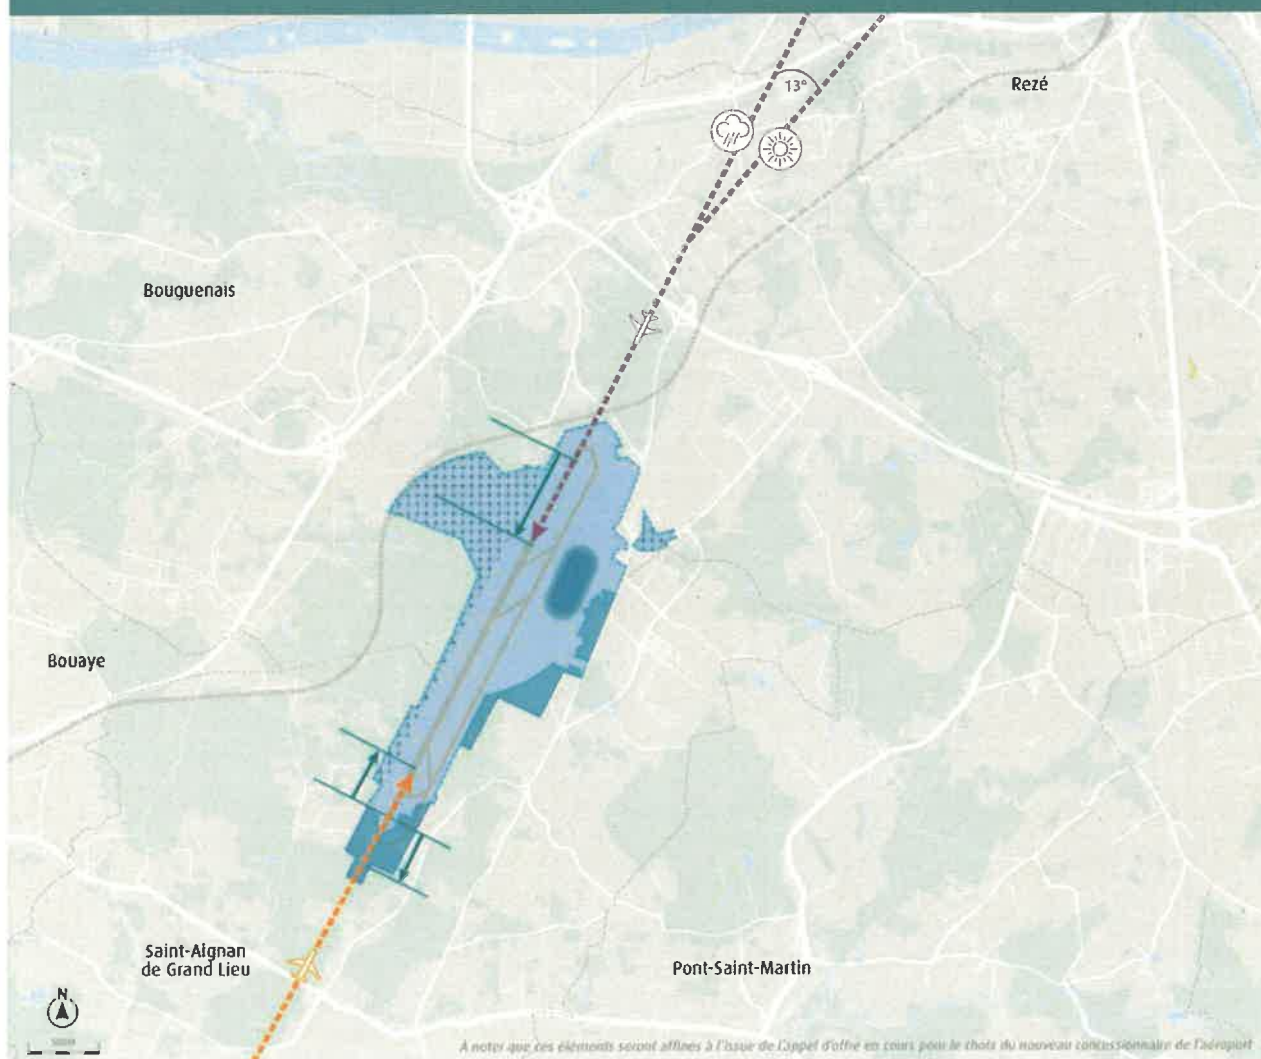 13°
Rezé
Bouguenais
Bouaye
Saint-Aignan
de Grand Lieu
Pont-Saint-Martin
N
À noter que ces éléments seront affinés à l'issue de l'appel d'offre en cours pour le choix du nouveau concessionnaire de l'aéroport